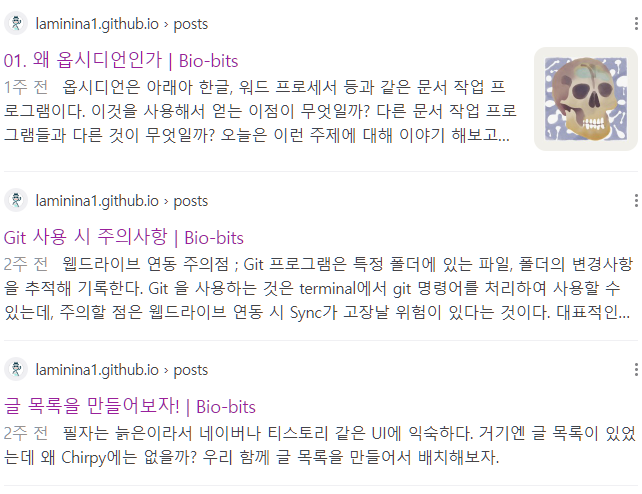 laminina1.github.io › posts
01. 왜 옵시디언인가 | Bio-bits
1주 전 옵시디언은 아래아 한글, 워드 프로세서 등과 같은 문서 작업 프
로그램이다. 이것을 사용해서 얻는 이점이 무엇일까? 다른 문서 작업 프로
그램들과 다른 것이 무엇일까? 오늘은 이런 주제에 대해 이야기 해보고...
laminina1.github.io › posts
Git 사용 시 주의사항 | Bio-bits
2주 전 웹드라이브 연동 주의점 ; Git 프로그램은 특정 폴더에 있는 파일, 폴더의 변경사항
을 추적해 기록한다. Git 을 사용하는 것은 terminal에서 git 명령어를 처리하여 사용할 수
있는데, 주의할 점은 웹드라이브 연동 시 Sync가 고장날 위험이 있다는 것이다. 대표적인...
laminina1.github.io › posts
글 목록을 만들어보자! | Bio-bits
2주 전 필자는 늙은이라서 네이버나 티스토리 같은 UI에 익숙하다. 거기엔 글 목록이 있었
는데 왜 Chirpy에는 없을까? 우리 함께 글 목록을 만들어서 배치해보자.